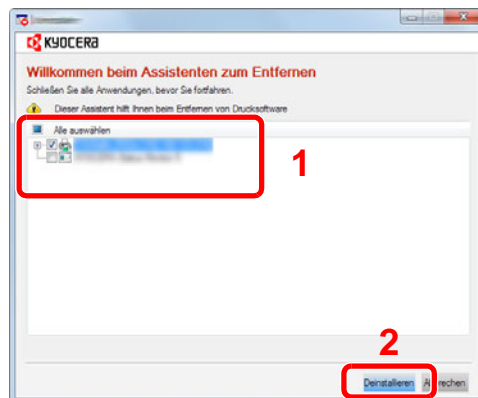 KYOCERA
Willkommen beim Assistenten zum Entfernen
Schließen Sie alle Anwendungen, bevor Sie fortfahren.
Dieser Assistent hilft Ihnen beim Entfernen von Drucksoftware
Alle auswählen
1
2
Deinstallieren